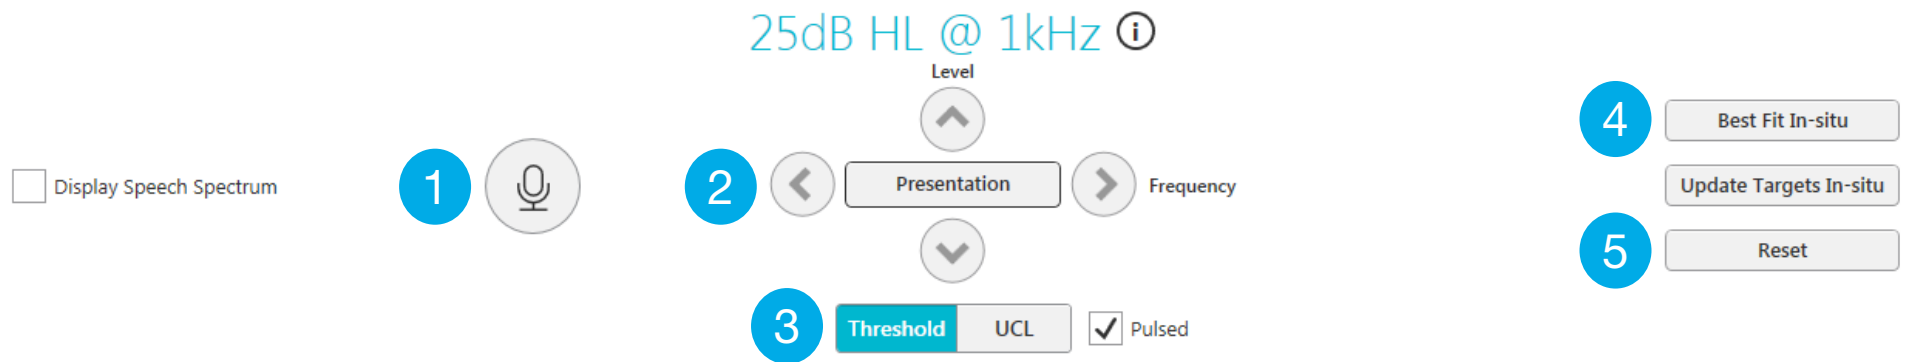 25dB HL @ 1kHz i
Level
4 Best Fit In-situ
Display Speech Spectrum
1
2
Presentation
Frequency
Update Targets In-situ
5 Reset
3 Threshold UCL Pulsed